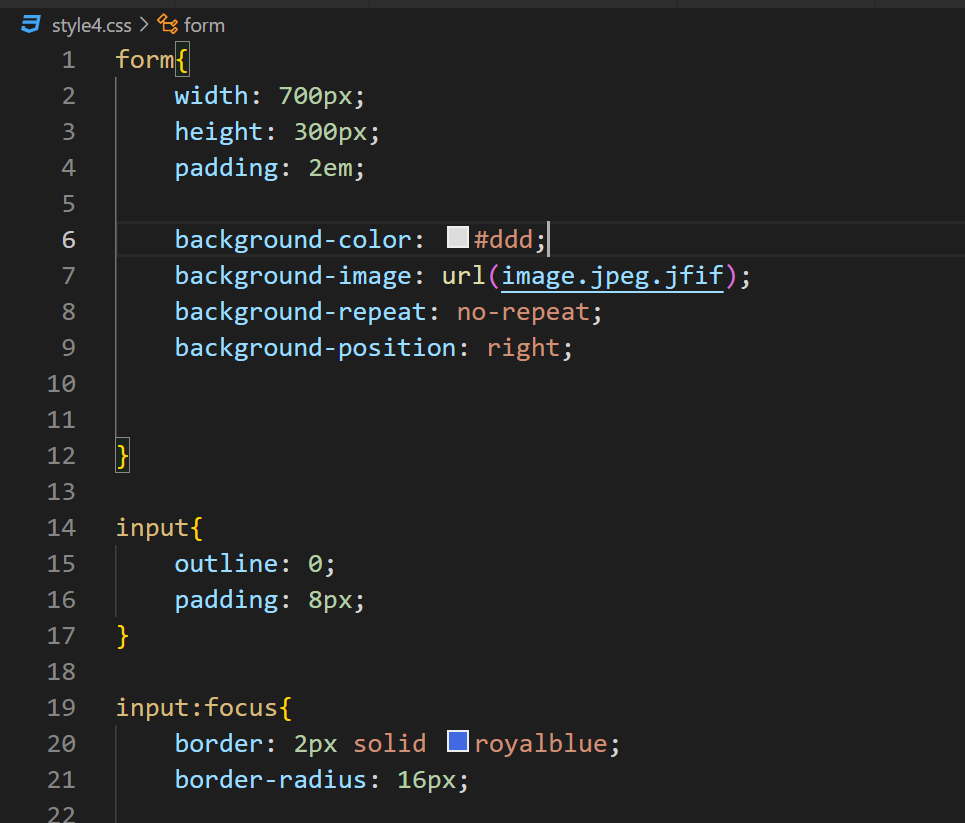 style4.css > form
1 form{
2     width: 700px;
3     height: 300px;
4     padding: 2em;
5
6     background-color: #ddd;
7     background-image: url(image.jpeg.jfif);
8     background-repeat: no-repeat;
9     background-position: right;
10
11
12 }
13
14 input{
15     outline: 0;
16     padding: 8px;
17 }
18
19 input:focus{
20     border: 2px solid royalblue;
21     border-radius: 16px;
22